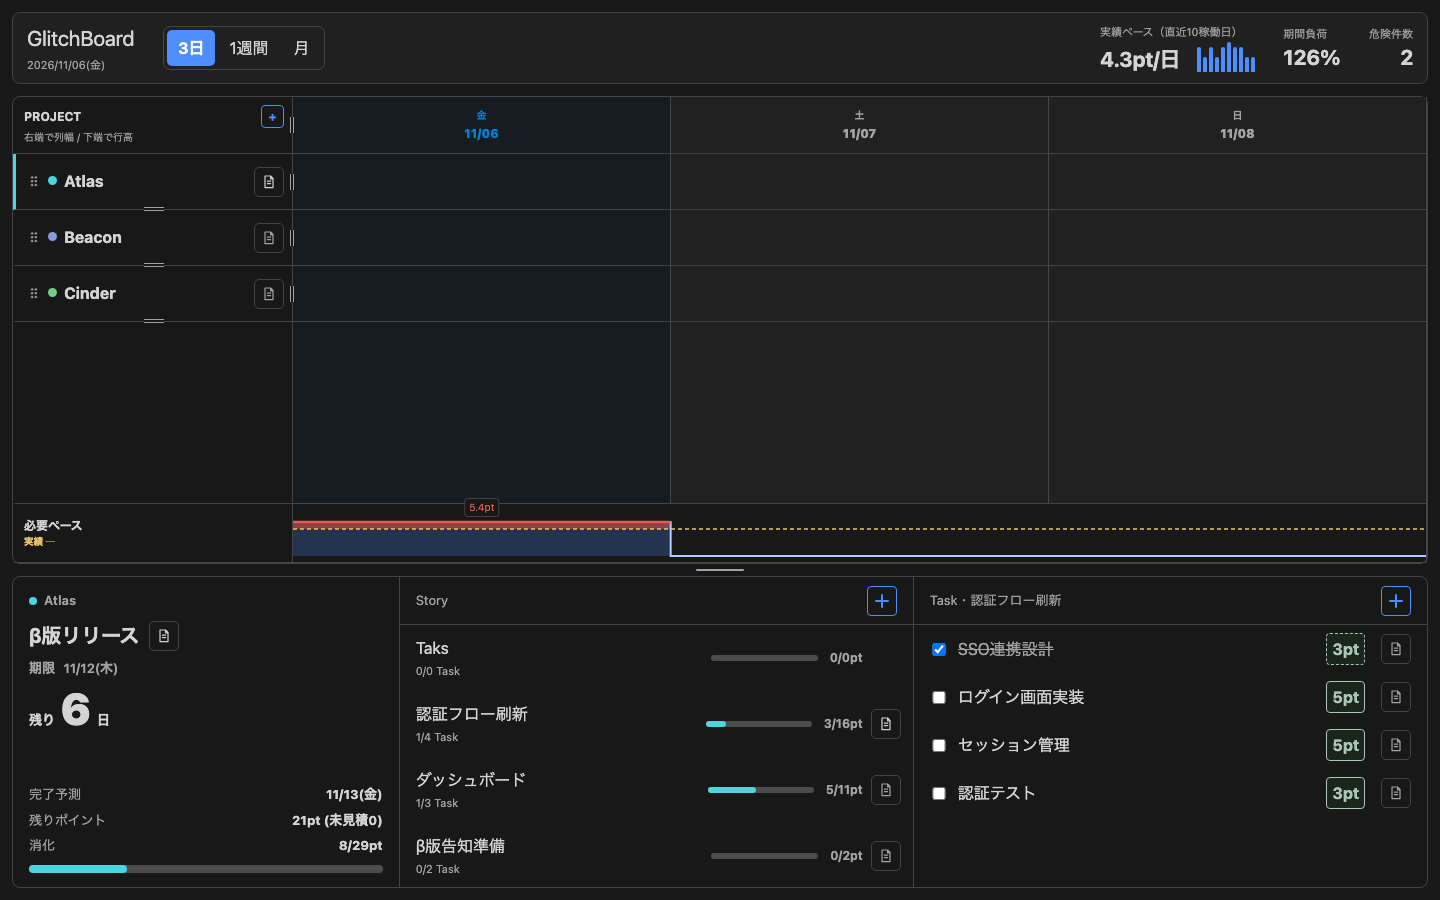 GlitchBoard
2026/11/06(金)
3日 1週間 月
実績ペース（直近10稼働日）
4.3pt/日
期間負荷
126%
危険件数
2
PROJECT
右端で列幅 / 下端で行高
+
金
11/06
土
11/07
日
11/08
Atlas
Beacon
Cinder
必要ペース
実績 ---
5.4pt
Atlas
β版リリース
期限 11/12(木)
残り 6 日
完了予測 11/13(金)
残りポイント 21pt (未見積0)
消化 8/29pt
Story
+
Taks
0/0 Task
0/0pt
認証フロー刷新
1/4 Task
3/16pt
ダッシュボード
1/3 Task
5/11pt
β版告知準備
0/2 Task
0/2pt
Task・認証フロー刷新
+
SSO連携設計 3pt
ログイン画面実装 5pt
セッション管理 5pt
認証テスト 3pt